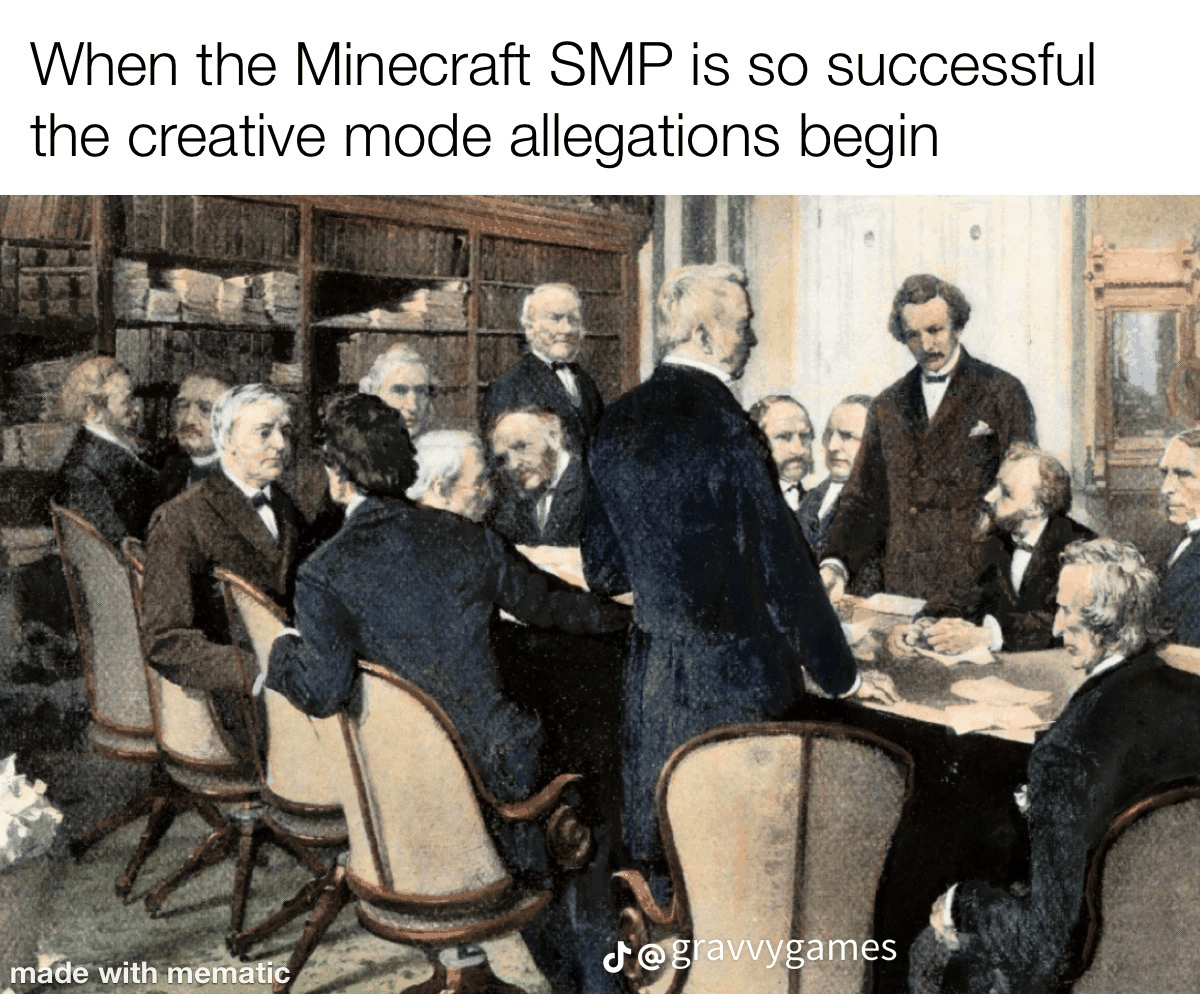 When the Minecraft SMP is so successful
the creative mode allegations begin
@gravvygames
made with mematic